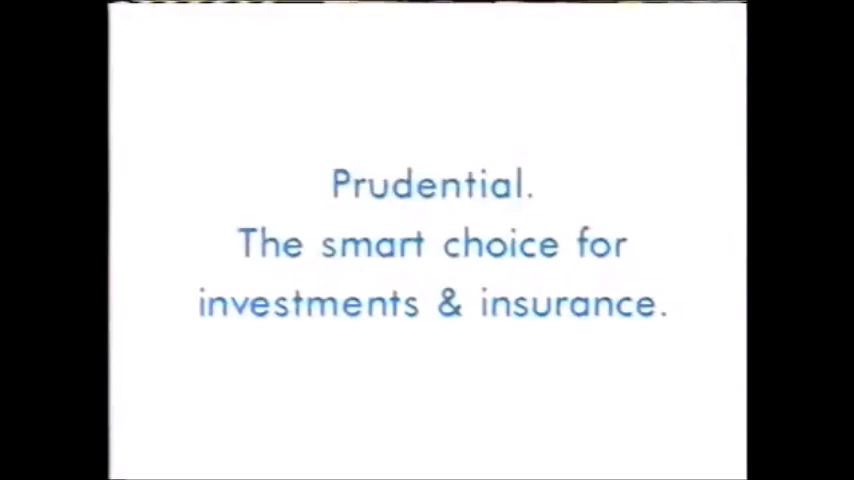 Prudential.
The smart choice for
investments & insurance.